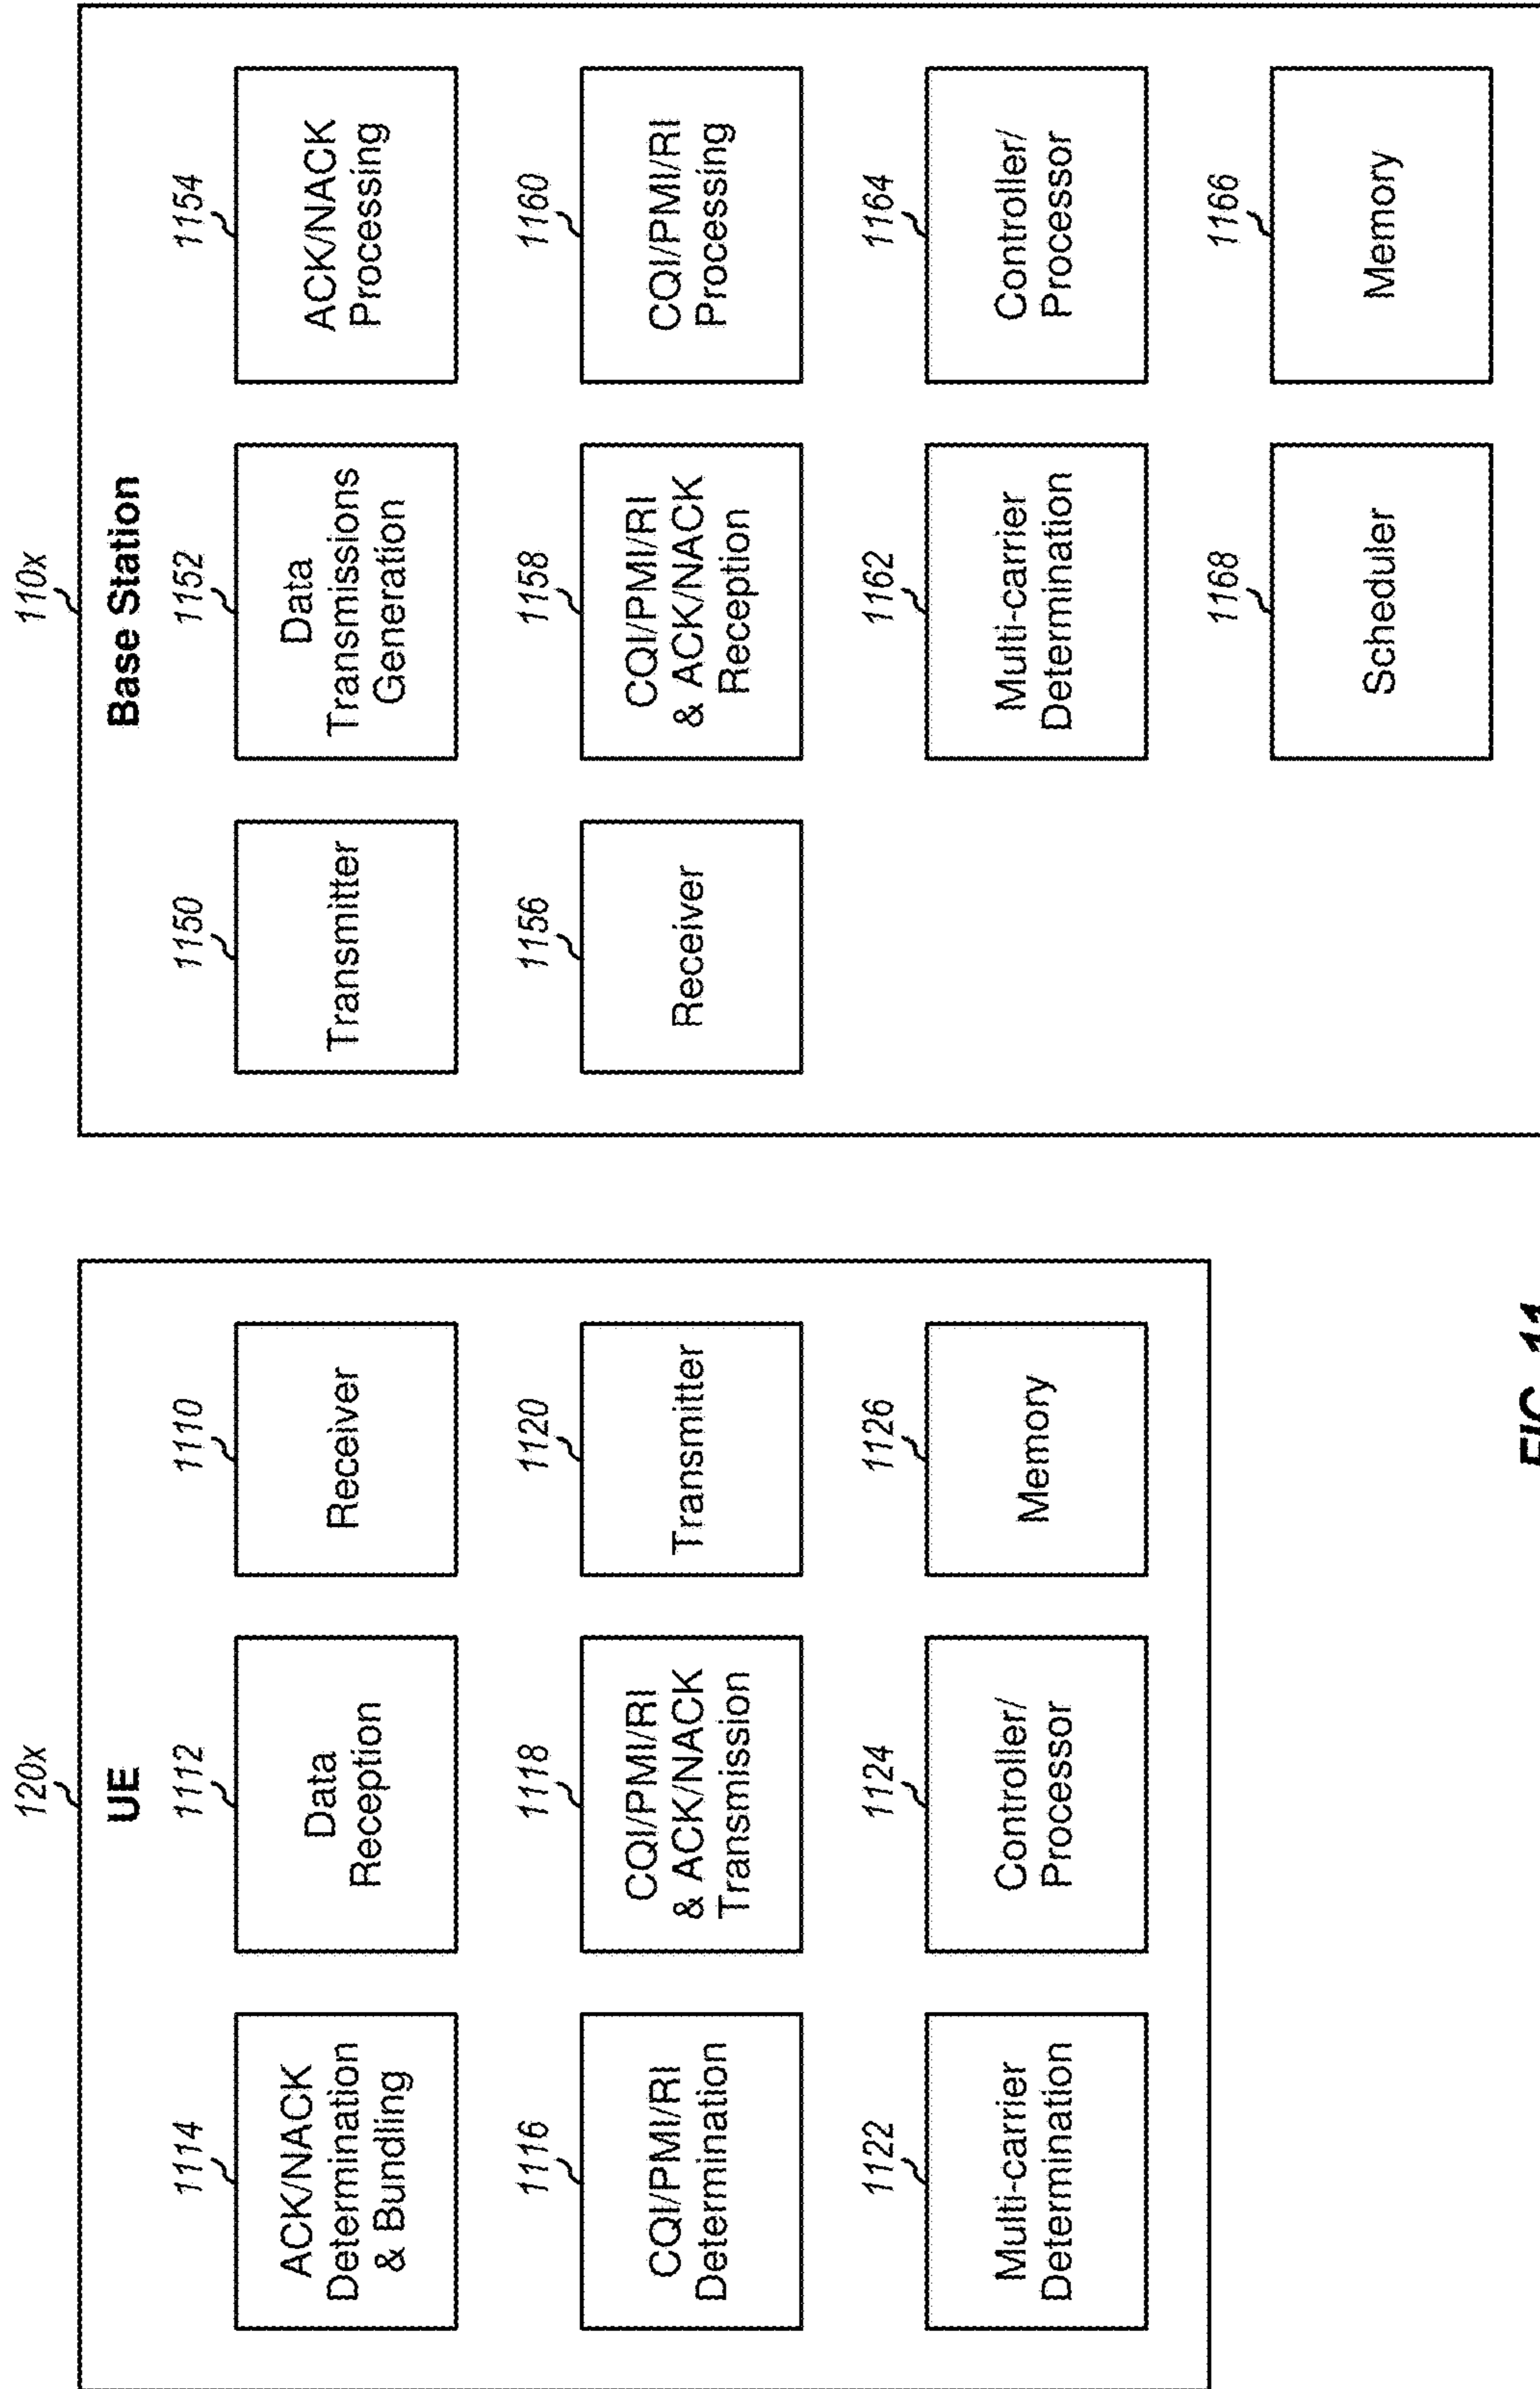 120x
UE
1114
ACK/NACK
Determination
& Bundling
1112
Data
Reception
1110
Receiver
1116
CQI/PMI/RI
Determination
1118
CQI/PMI/RI
& ACK/NACK
Transmission
1120
Transmitter
1122
Multi-carrier
Determination
1124
Controller/
Processor
1126
Memory
110x
Base Station
1150
Transmitter
1152
Data
Transmissions
Generation
1154
ACK/NACK
Processing
1156
Receiver
1158
CQI/PMI/RI
& ACK/NACK
Reception
1160
CQI/PMI/RI
Processing
1162
Multi-carrier
Determination
1164
Controller/
Processor
1168
Scheduler
1166
Memory
FIG. 11